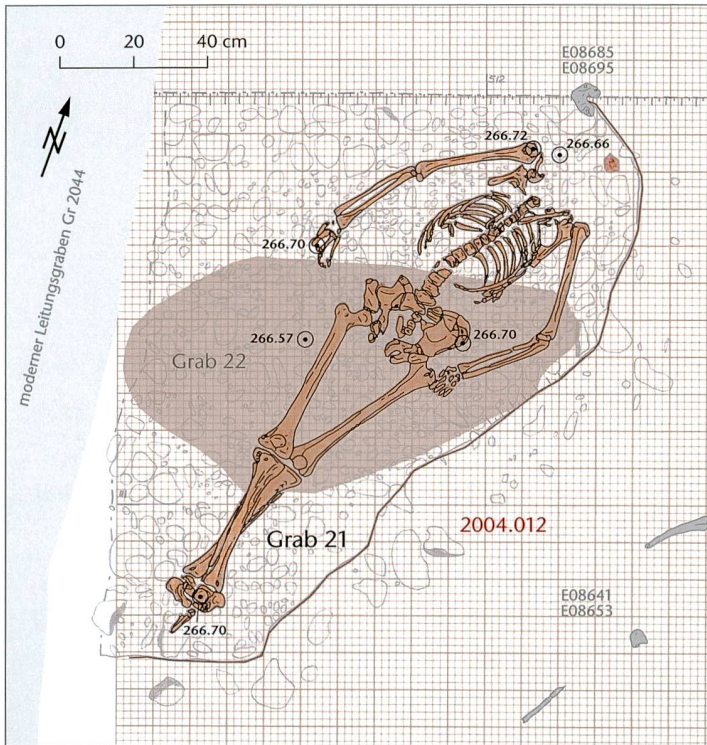 0 20 40 cm
N
moderner Leitungsgraben Gr 2044
512
E08685
E08695
266.72
266.66
266.70
266.57
266.70
Grab 22
Grab 21
2004.012
E08641
E08653
266.70